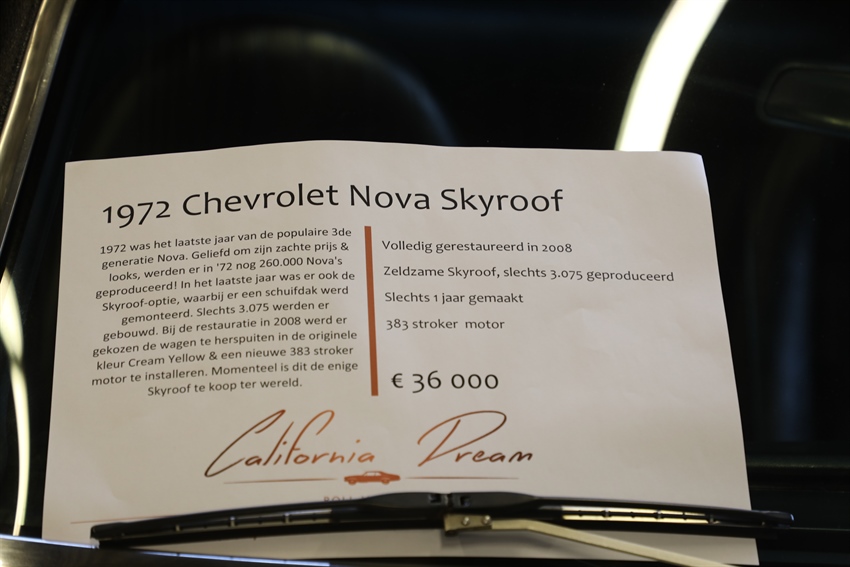 1972 Chevrolet Nova Skyroof
1972 was het laatste jaar van de populaire 3de
generatie Nova. Geliefd om zijn zachte prijs &
looks, werden er in '72 nog 260.000 Nova's
geproduceerd! In het laatste jaar was er ook de
Skyroof-optie, waarbij er een schuifdak werd
gemonteerd. Slechts 3.075 werden er
gebouwd. Bij de restauratie in 2008 werd er
gekozen de wagen te herspuiten in de originele
kleur Cream Yellow & een nieuwe 383 stroker
motor te installeren. Momenteel is dit de enige
Skyroof te koop ter wereld.
Volledig gerestaureerd in 2008
Zeldzame Skyroof, slechts 3.075 geproduceerd
Slechts 1 jaar gemaakt
383 stroker motor
€ 36 000
California Dream